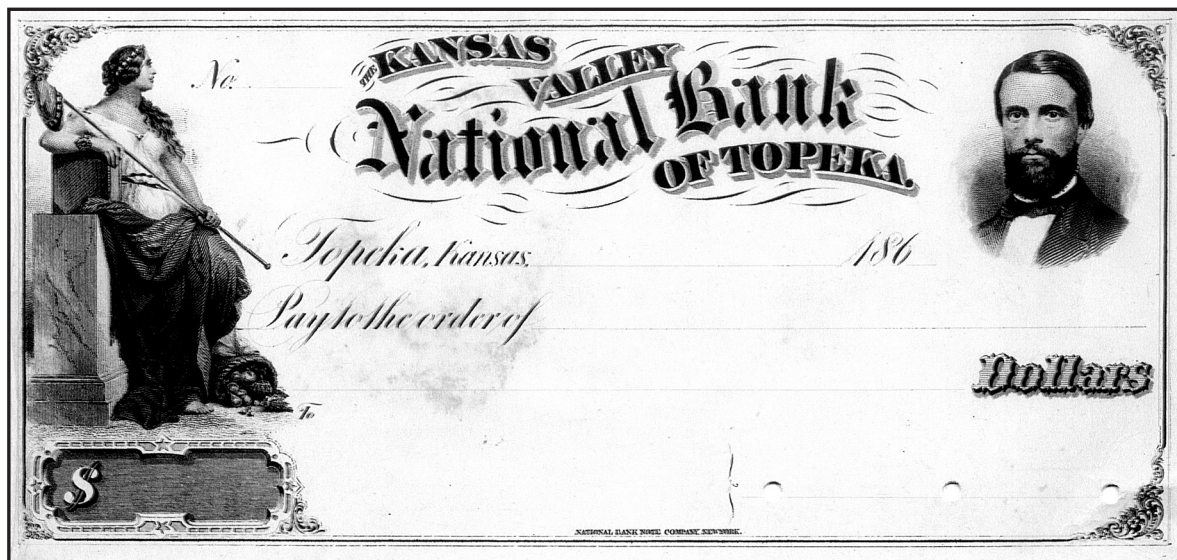 No.
THE KANSAS
VALLEY
National Bank
OF TOPEKA.
Topeka, Kansas, 186
Pay to the order of
Dollars
To
$
NATIONAL BANK NOTE COMPANY NEW YORK.